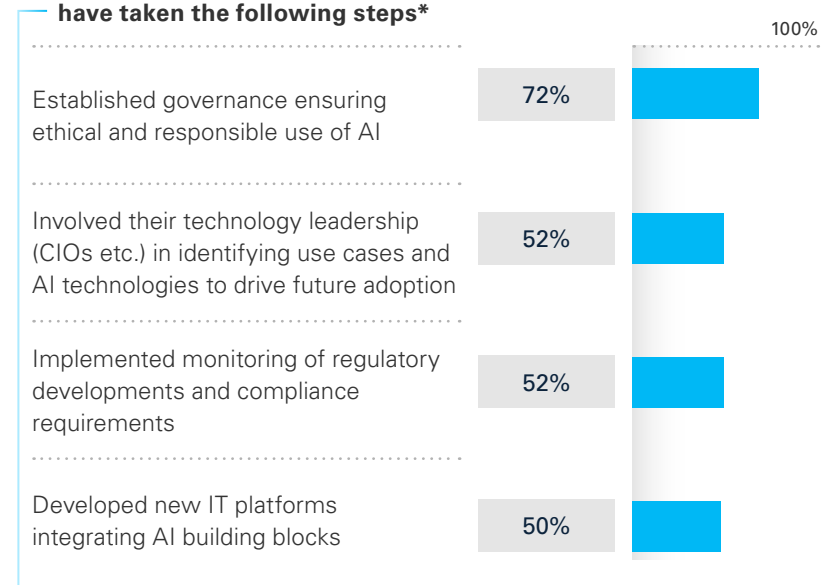 have taken the following steps*
100%
Established governance ensuring
ethical and responsible use of AI
72%
Involved their technology leadership
(CIOs etc.) in identifying use cases and
AI technologies to drive future adoption
52%
Implemented monitoring of regulatory
developments and compliance
requirements
52%
Developed new IT platforms
integrating AI building blocks
50%